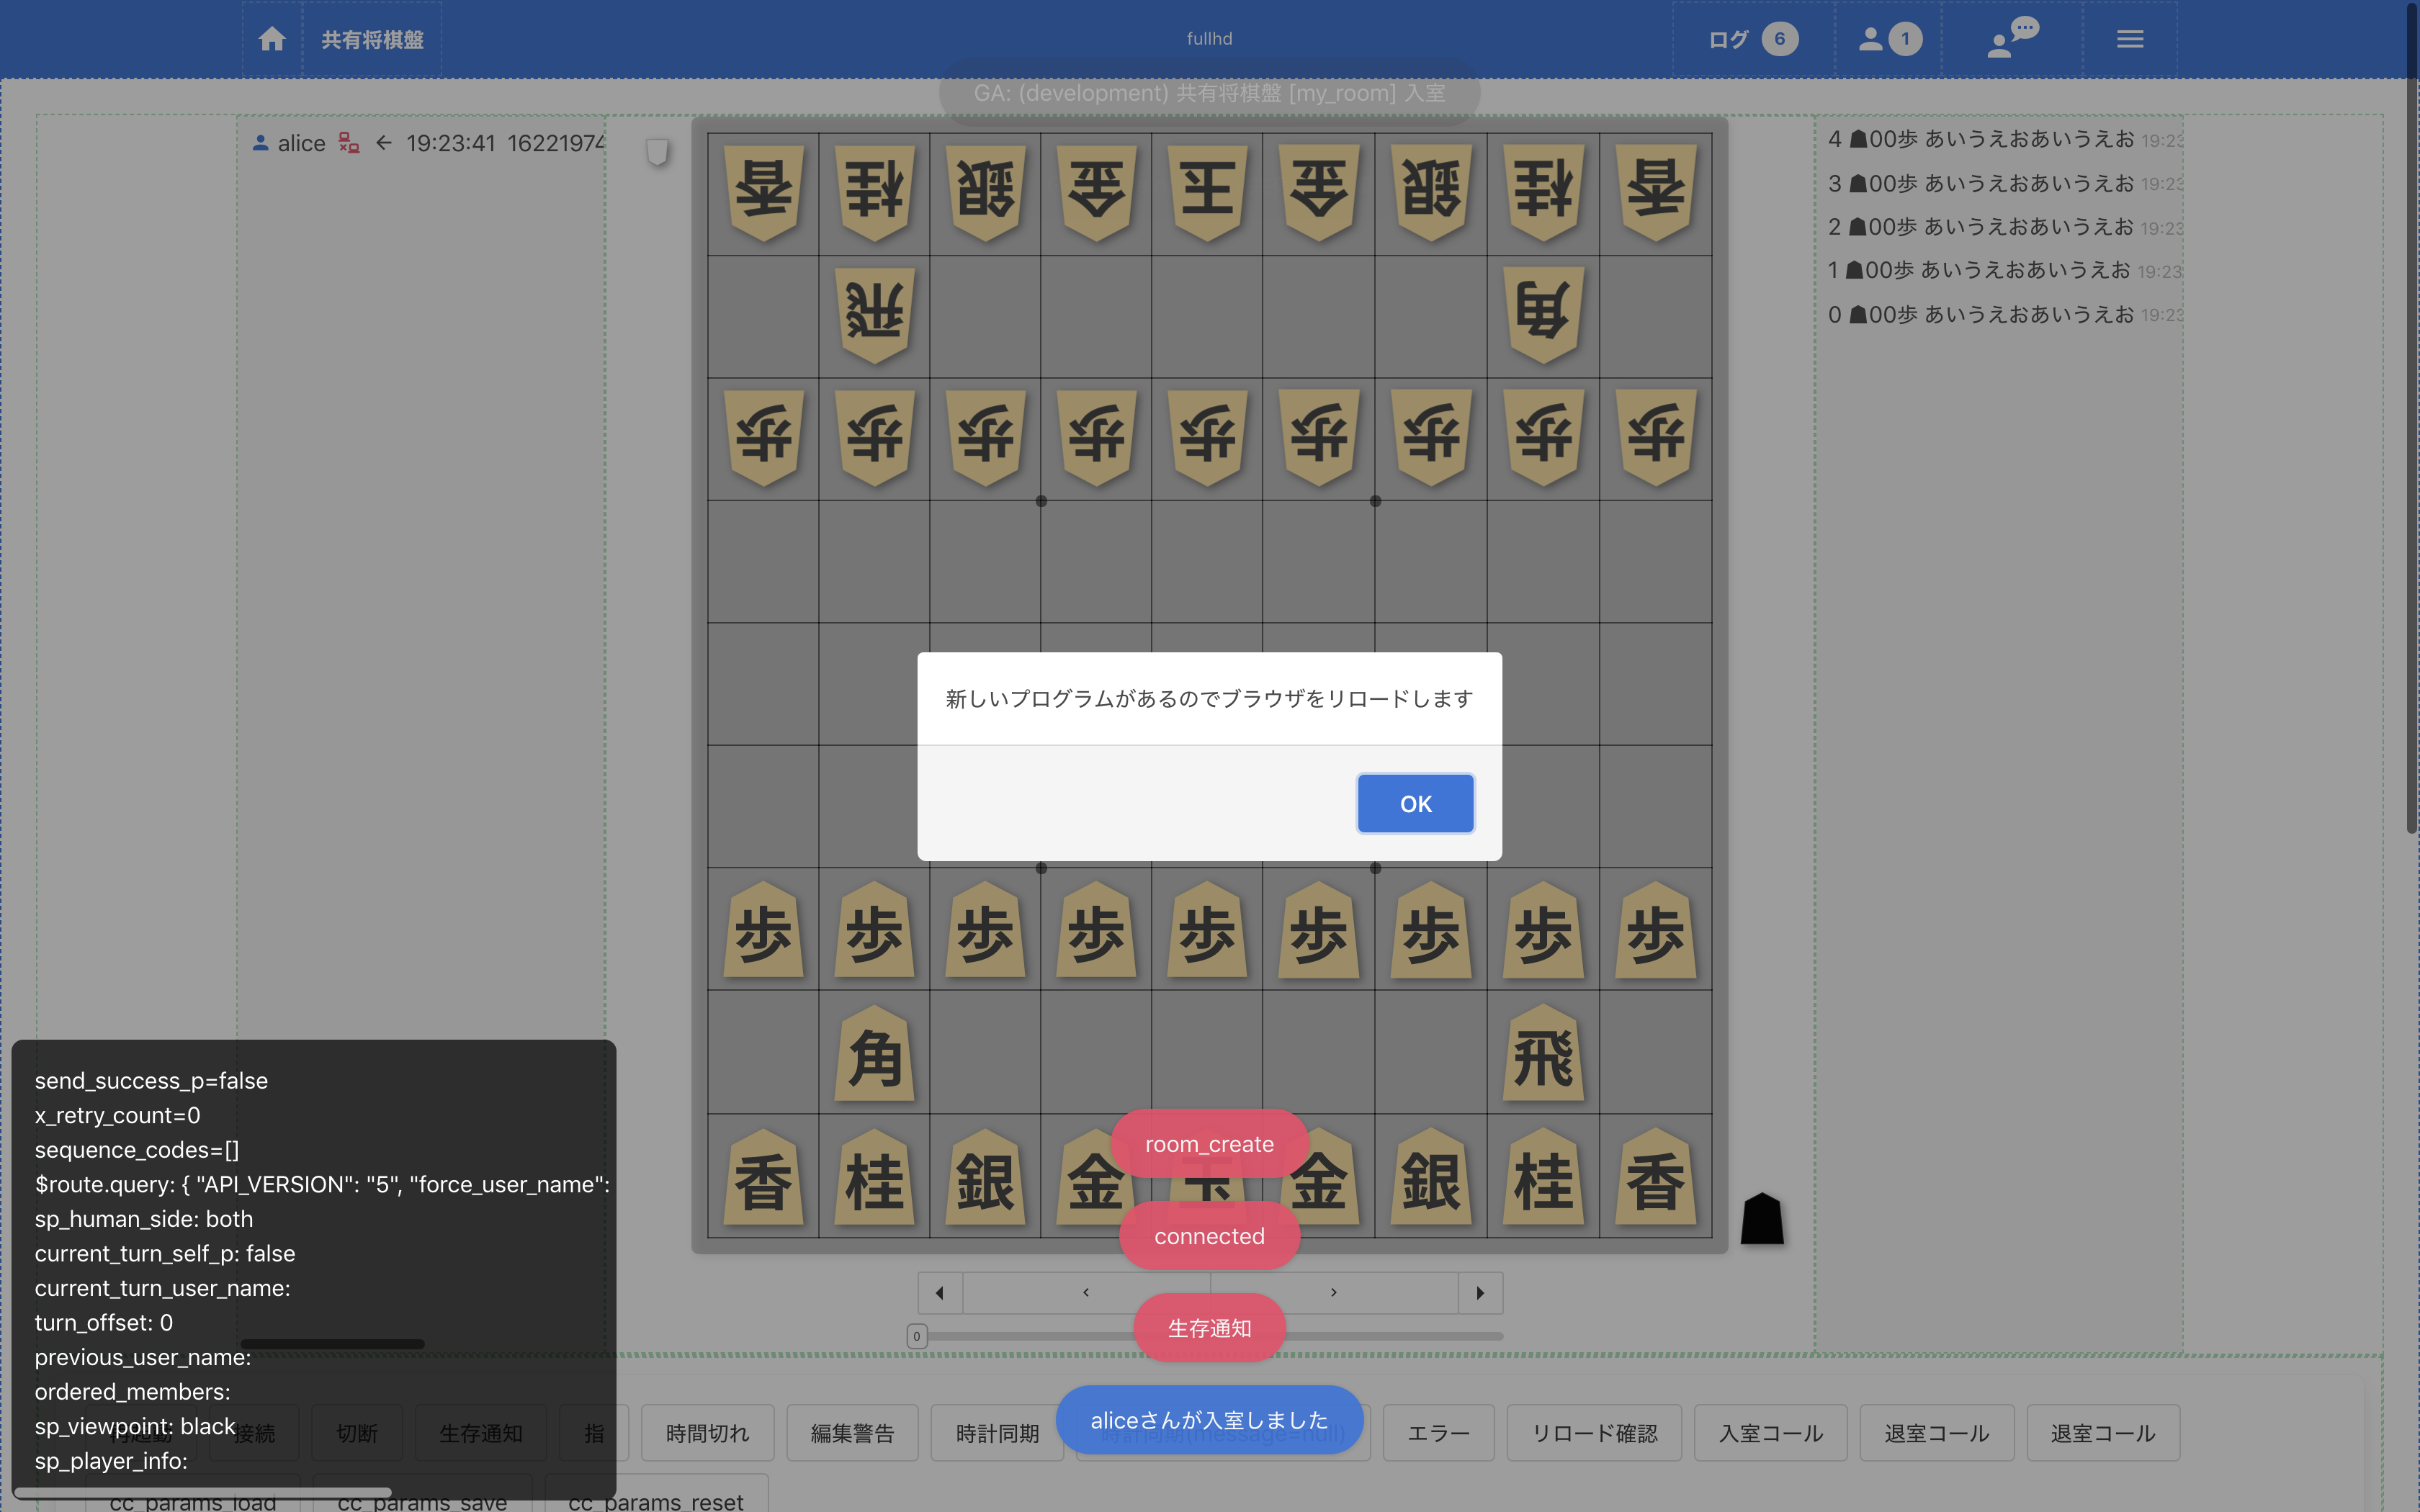 共有将棋盤
fullhd
ログ 6
1
GA: (development) 共有将棋盤 [my_room] 入室
alice 19:23:41 16221974
4 ☗00歩 あいうえおあいうえお 19:23
3 ☗00歩 あいうえおあいうえお 19:23
2 ☗00歩 あいうえおあいうえお 19:23
1 ☗00歩 あいうえおあいうえお 19:23
0 ☗00歩 あいうえおあいうえお 19:23
香 桂 銀 金 玉 金 銀 桂 香
飛 角
歩 歩 歩 歩 歩 歩 歩 歩 歩
新しいプログラムがあるのでブラウザをリロードします
OK
歩 歩 歩 歩 歩 歩 歩 歩 歩
角 飛
香 桂 銀 金 玉 金 銀 桂 香
room_create
connected
生存通知
aliceさんが入室しました
0
send_success_p=false
x_retry_count=0
sequence_codes=[]
$route.query: { "API_VERSION": "5", "force_user_name":
sp_human_side: both
current_turn_self_p: false
current_turn_user_name:
turn_offset: 0
previous_user_name:
ordered_members:
sp_viewpoint: black
sp_player_info:
再起動 接続 切断 生存通知 指 時間切れ 編集警告 時計同期 時計同期(message=null) エラー リロード確認 入室コール 退室コール 退室コール
cc_params_load cc_params_save cc_params_reset